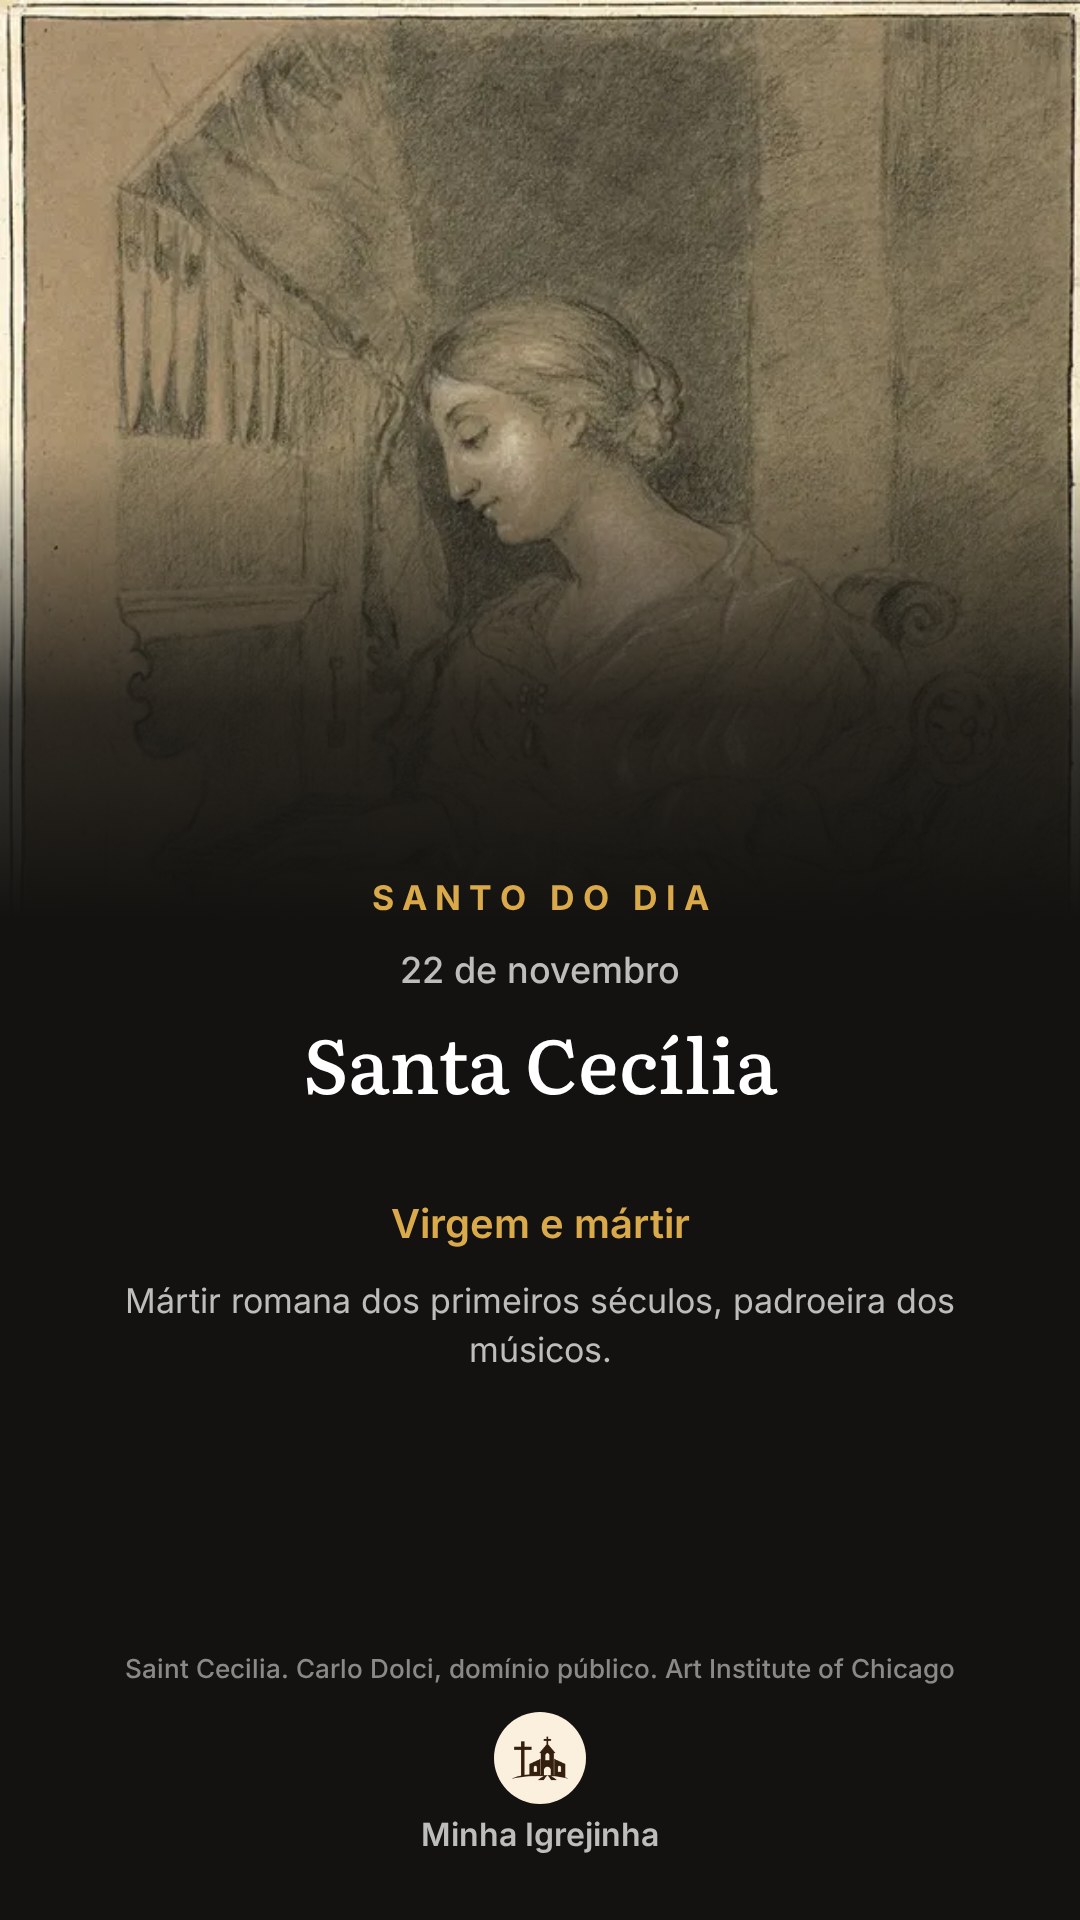 SANTO DO DIA
22 de novembro
Santa Cecília
Virgem e mártir
Mártir romana dos primeiros séculos, padroeira dos
músicos.
Saint Cecilia. Carlo Dolci, domínio público. Art Institute of Chicago
Minha Igrejinha